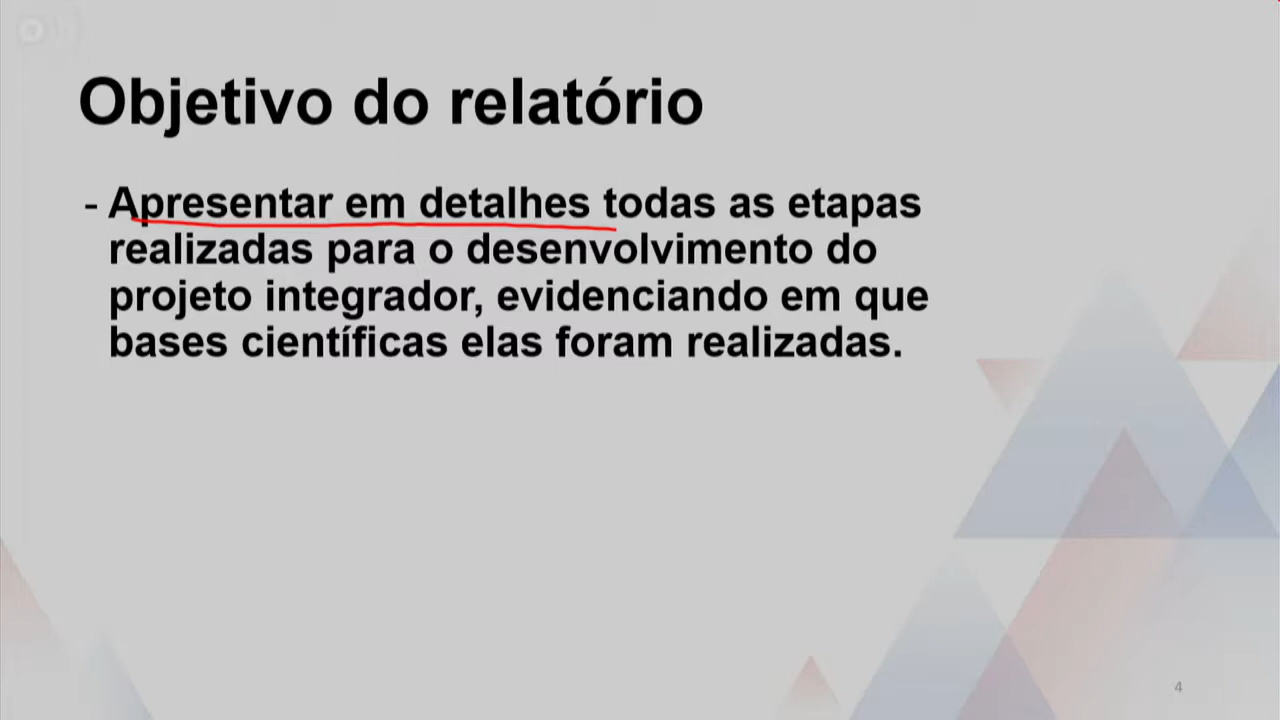 Objetivo do relatório
- Apresentar em detalhes todas as etapas
realizadas para o desenvolvimento do
projeto integrador, evidenciando em que
bases científicas elas foram realizadas.
4